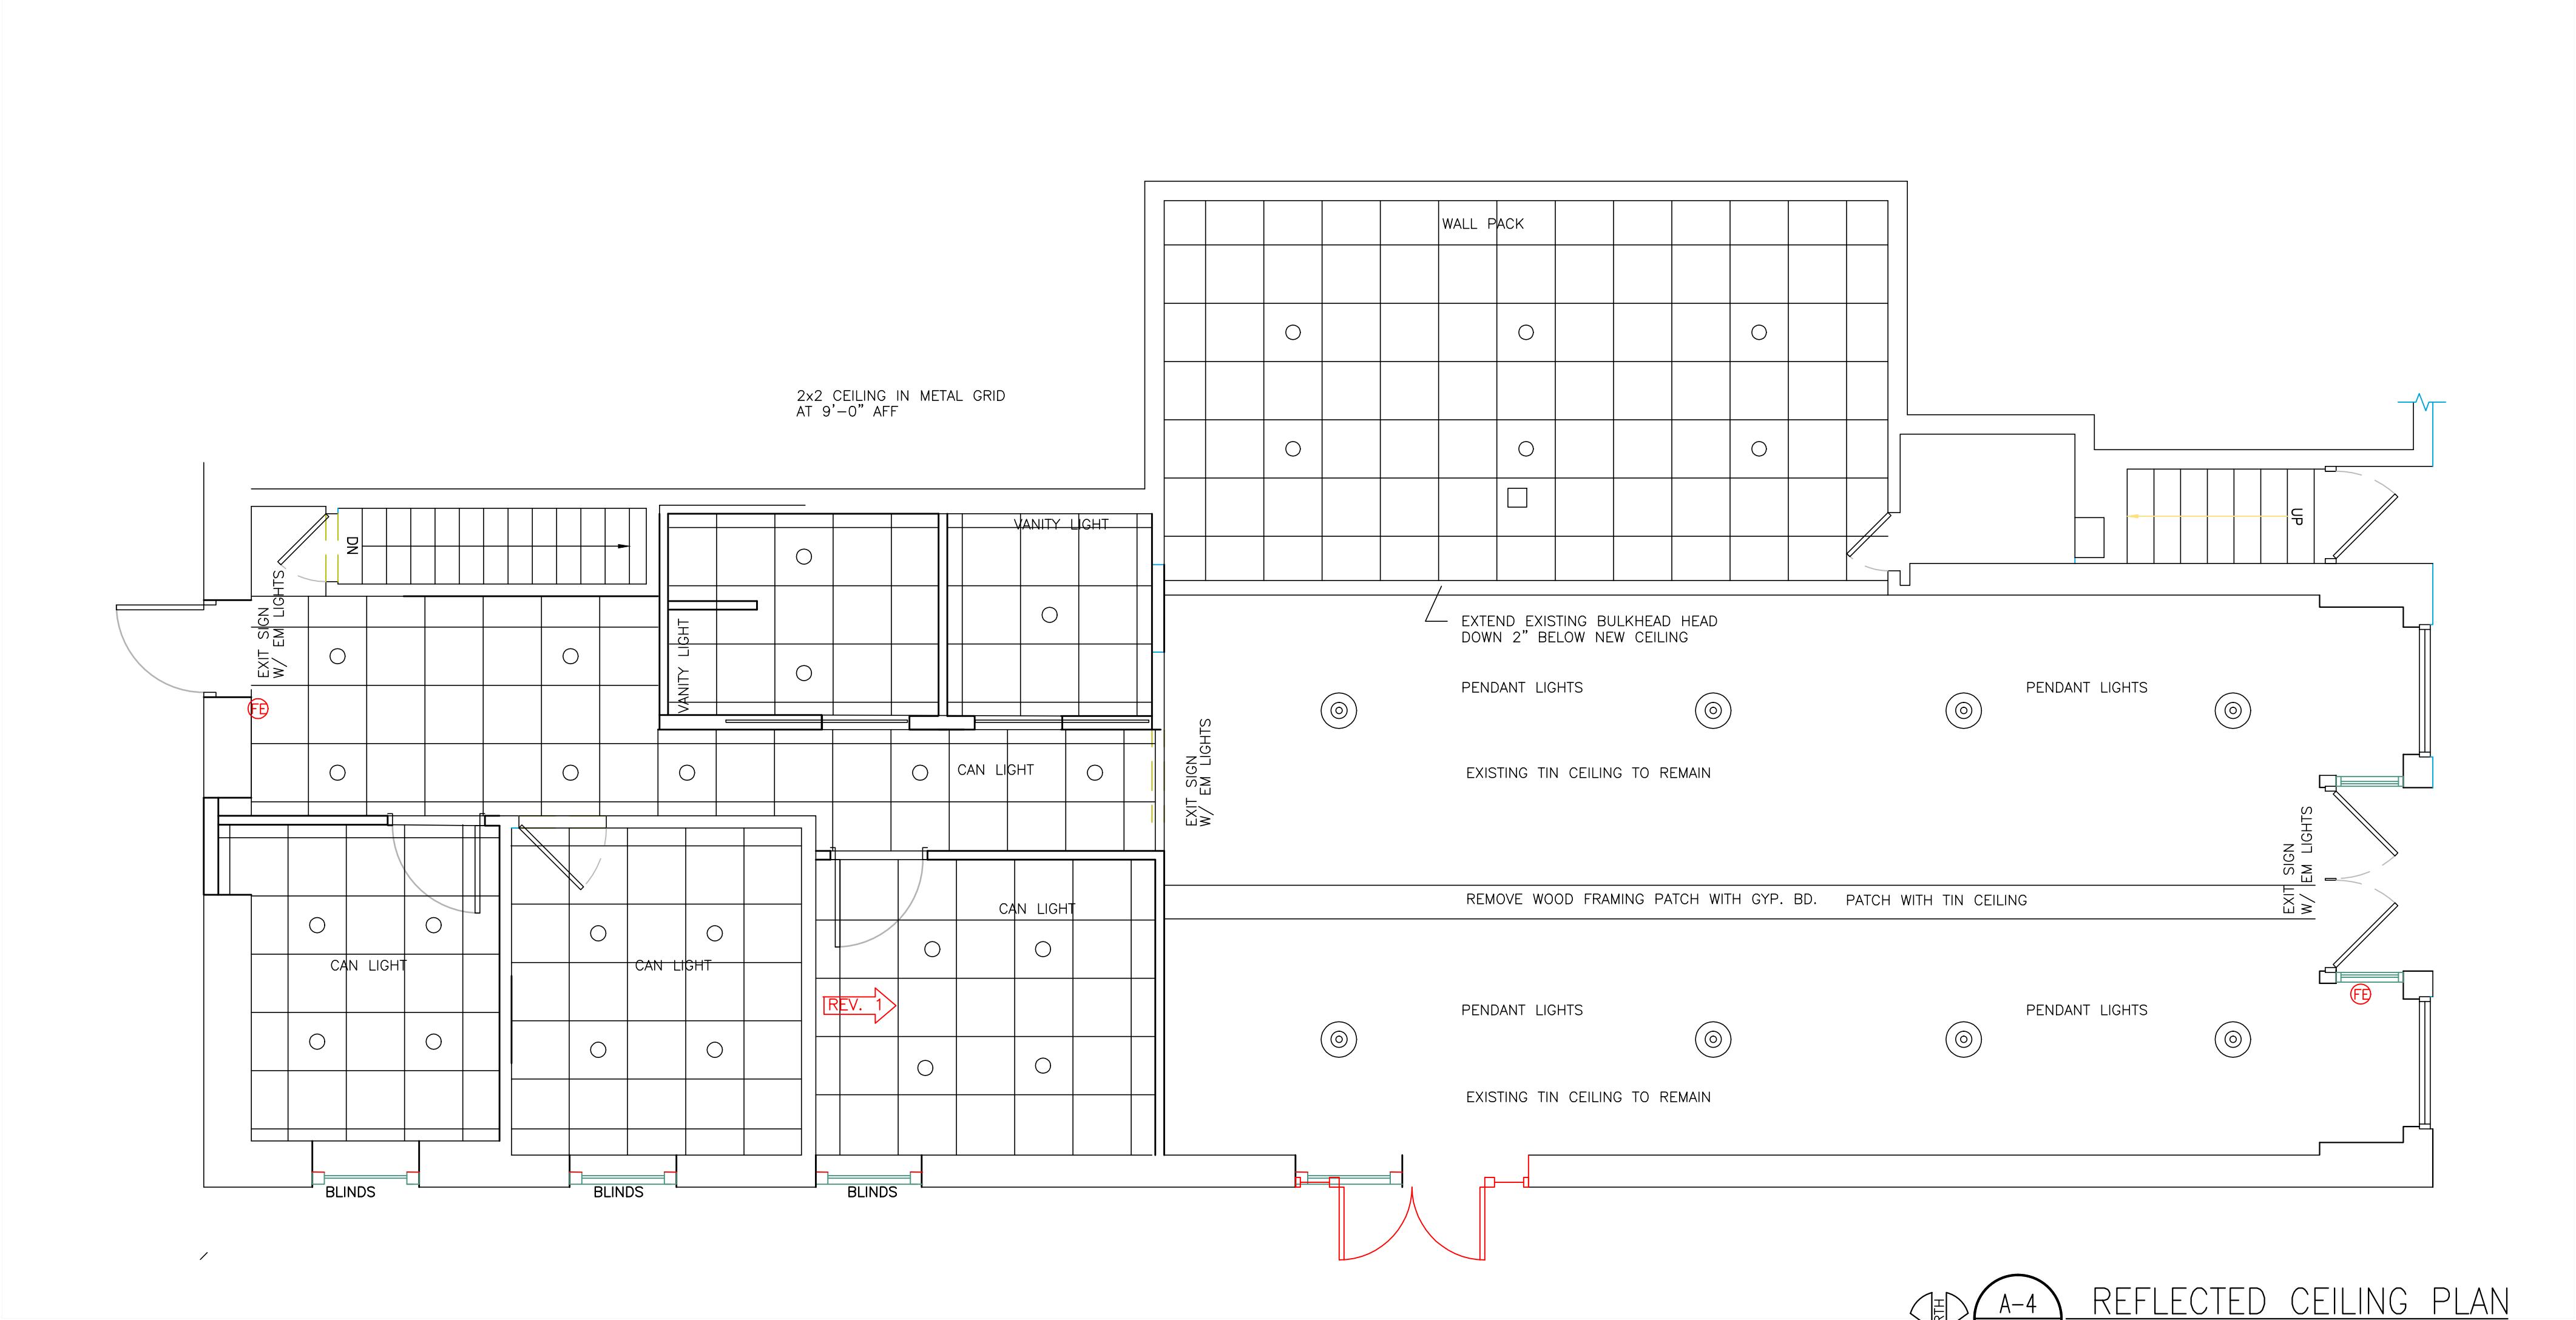 WALL PACK
2x2 CEILING IN METAL GRID
AT 9'-0" AFF
VANITY LIGHT
DN
UP
EXIT SIGN
W/ EM LIGHTS
VANITY LIGHT
EXTEND EXISTING BULKHEAD HEAD
DOWN 2" BELOW NEW CEILING
FE
PENDANT LIGHTS
PENDANT LIGHTS
EXIT SIGN
W/ EM LIGHTS
CAN LIGHT
EXISTING TIN CEILING TO REMAIN
EXIT SIGN
W/ EM LIGHTS
REMOVE WOOD FRAMING PATCH WITH GYP. BD.
PATCH WITH TIN CEILING
CAN LIGHT
CAN LIGHT
CAN LIGHT
REV. 1
FE
PENDANT LIGHTS
PENDANT LIGHTS
EXISTING TIN CEILING TO REMAIN
BLINDS
BLINDS
BLINDS
A-4
REFLECTED CEILING PLAN